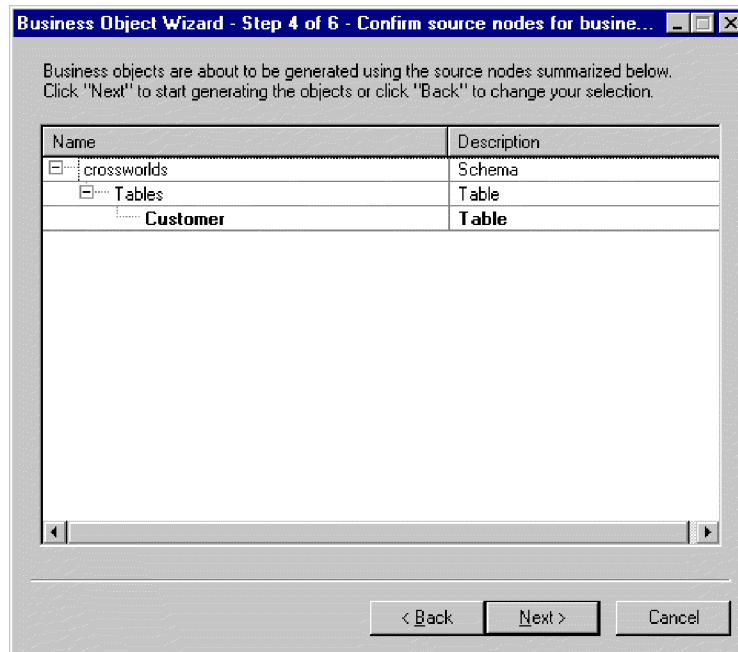 Business Object Wizard - Step 4 of 6 - Confirm source nodes for busine...
Business objects are about to be generated using the source nodes summarized below.
Click "Next" to start generating the objects or click "Back" to change your selection.
Name Description
crossworlds Schema
Tables Table
Customer Table
< Back Next > Cancel